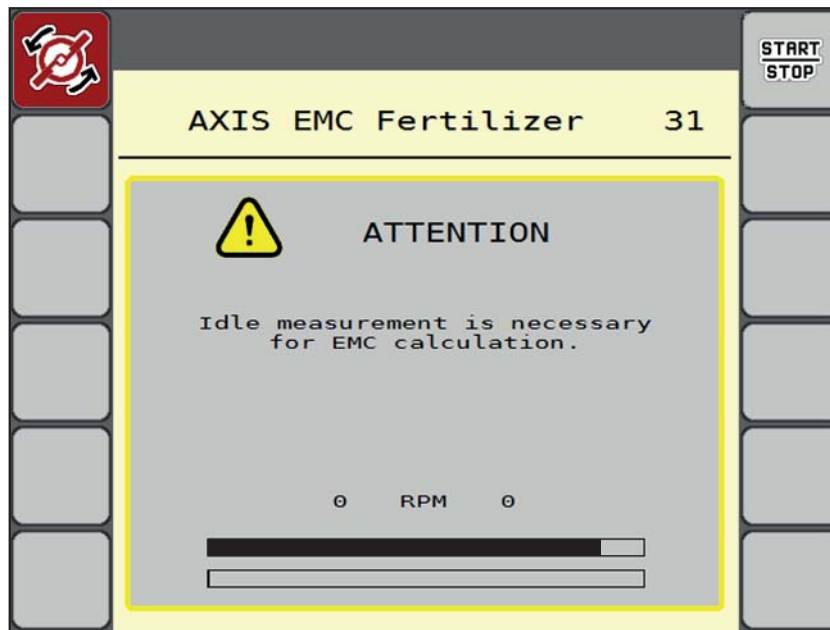 START
STOP
AXIS EMC Fertilizer 31
ATTENTION
Idle measurement is necessary
for EMC calculation.
0 RPM 0